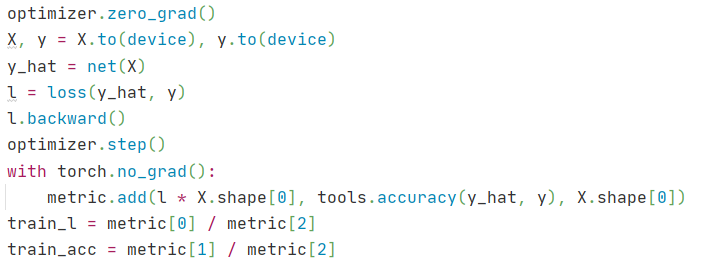 optimizer.zero_grad()
X, y = X.to(device), y.to(device)
y_hat = net(X)
l = loss(y_hat, y)
l.backward()
optimizer.step()
with torch.no_grad():
    metric.add(l * X.shape[0], tools.accuracy(y_hat, y), X.shape[0])
train_l = metric[0] / metric[2]
train_acc = metric[1] / metric[2]